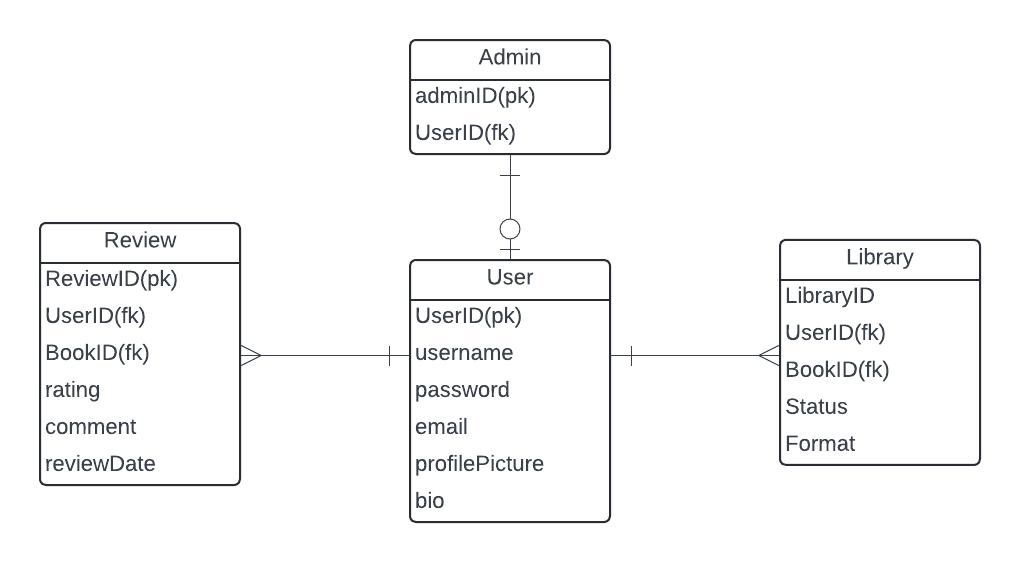 Admin
adminID(pk)
UserID(fk)
Review
ReviewID(pk)
UserID(fk)
BookID(fk)
rating
comment
reviewDate
User
UserID(pk)
username
password
email
profilePicture
bio
Library
LibraryID
UserID(fk)
BookID(fk)
Status
Format